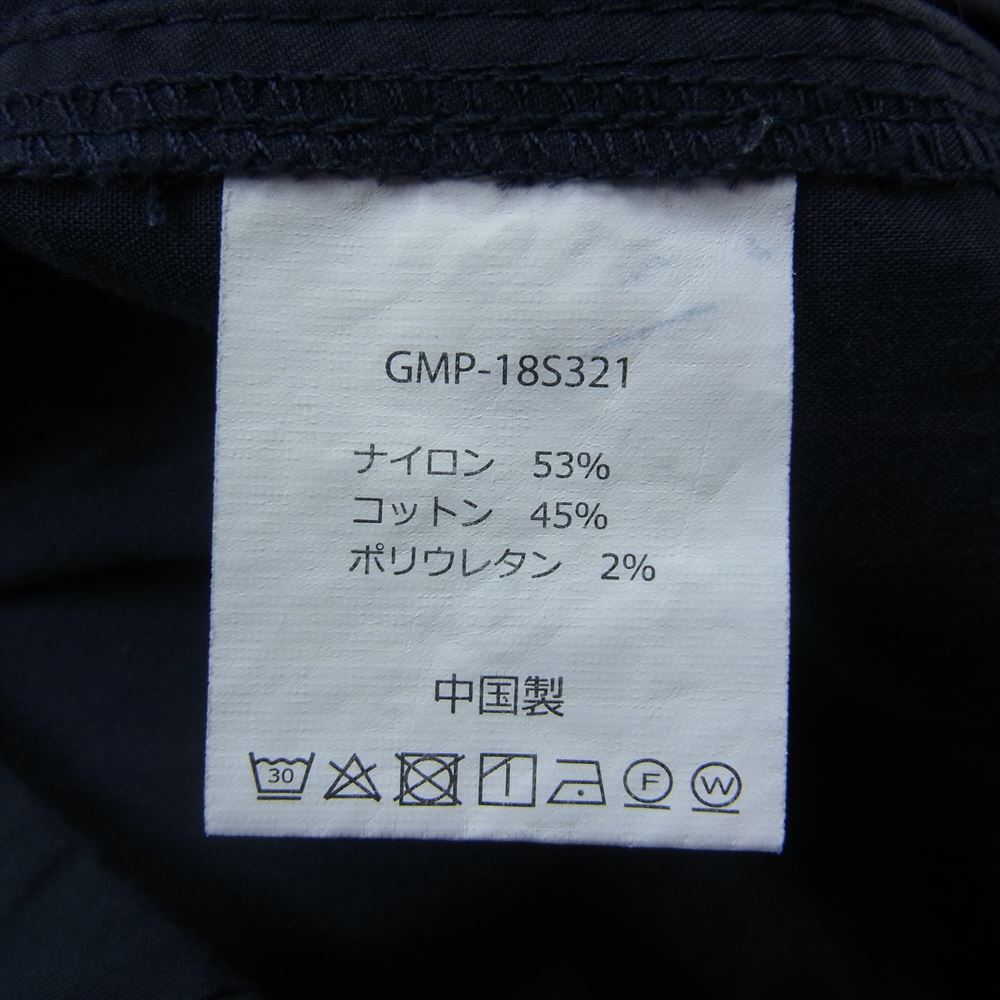 GMP-18S321
ナイロン 53%
コットン 45%
ポリウレタン 2%
中国製
30 F W